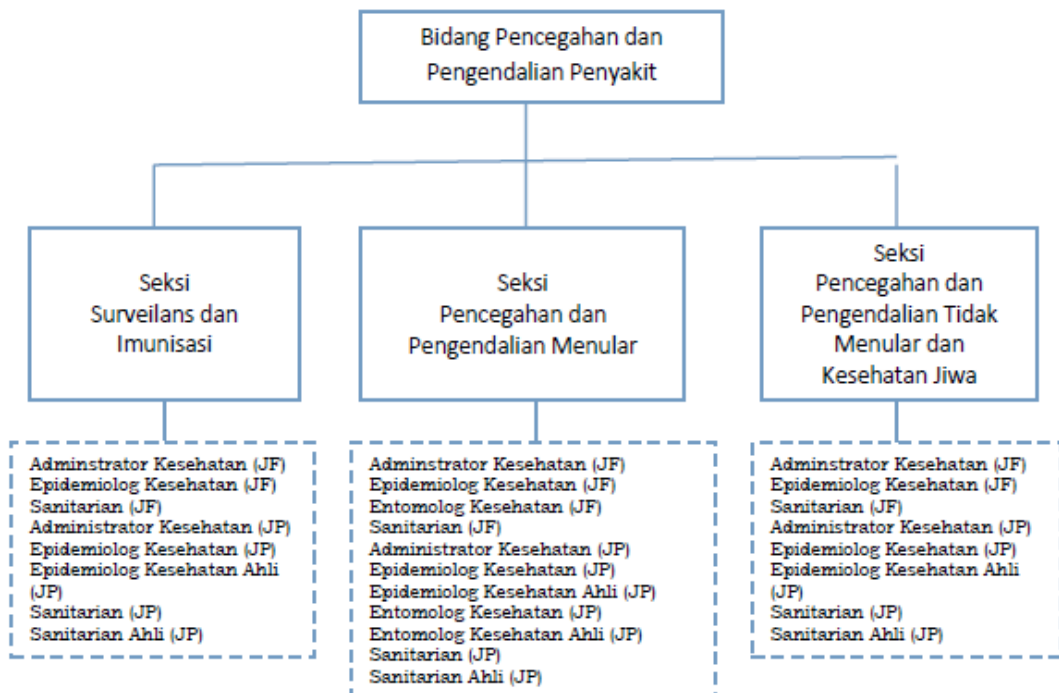 Bidang Pencegahan dan
Pengendalian Penyakit
Seksi
Surveilans dan
Imunisasi
Seksi
Pencegahan dan
Pengendalian Menular
Seksi
Pencegahan dan
Pengendalian Tidak
Menular dan
Kesehatan Jiwa
Adminstrator Kesehatan (JF)
Epidemiolog Kesehatan (JF)
Sanitarian (JF)
Administrator Kesehatan (JP)
Epidemiolog Kesehatan (JP)
Epidemiolog Kesehatan Ahli
(JP)
Sanitarian (JP)
Sanitarian Ahli (JP)
Adminstrator Kesehatan (JF)
Epidemiolog Kesehatan (JF)
Entomolog Kesehatan (JF)
Sanitarian (JF)
Administrator Kesehatan (JP)
Epidemiolog Kesehatan (JP)
Epidemiolog Kesehatan Ahli (JP)
Entomolog Kesehatan (JP)
Entomolog Kesehatan Ahli (JP)
Sanitarian (JP)
Sanitarian Ahli (JP)
Adminstrator Kesehatan (JF)
Epidemiolog Kesehatan (JF)
Sanitarian (JF)
Administrator Kesehatan (JP)
Epidemiolog Kesehatan (JP)
Epidemiolog Kesehatan Ahli
(JP)
Sanitarian (JP)
Sanitarian Ahli (JP)